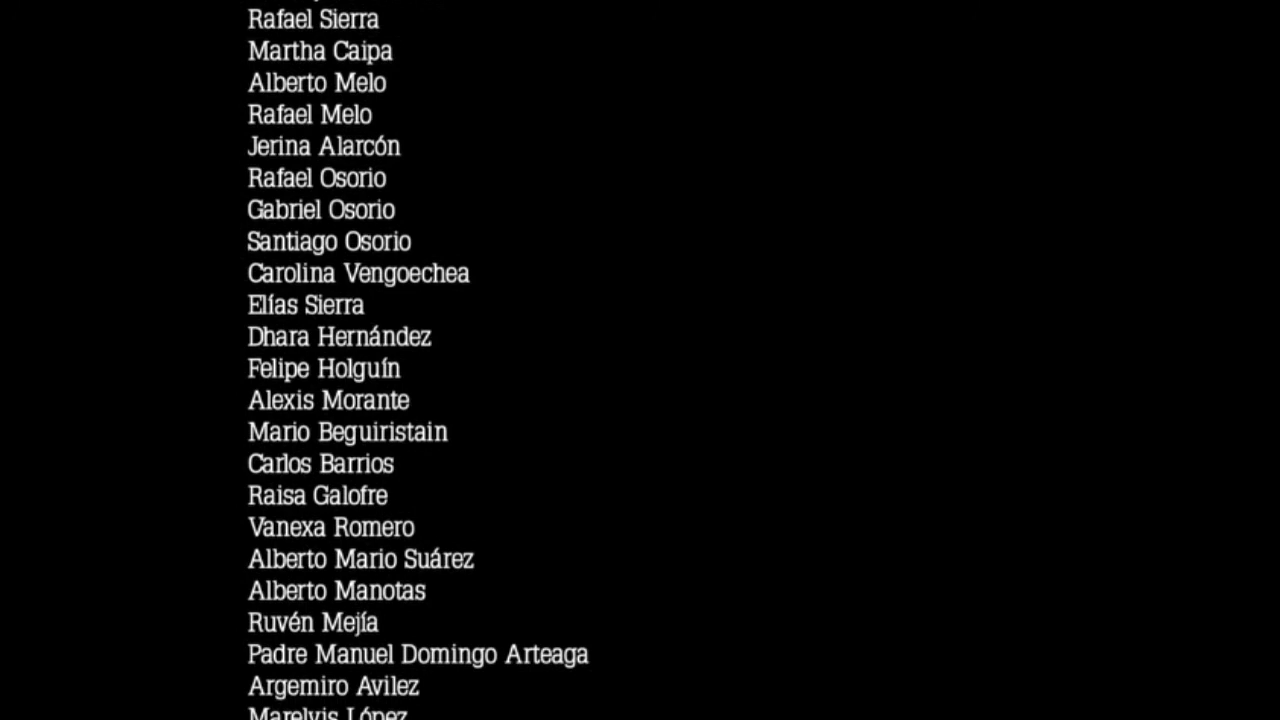 Rafael Sierra
Martha Caipa
Alberto Melo
Rafael Melo
Jerina Alarcón
Rafael Osorio
Gabriel Osorio
Santiago Osorio
Carolina Vengoechea
Elías Sierra
Dhara Hernández
Felipe Holguín
Alexis Morante
Mario Beguiristain
Carlos Barrios
Raisa Galofre
Vanexa Romero
Alberto Mario Suárez
Alberto Manotas
Ruvén Mejía
Padre Manuel Domingo Arteaga
Argemiro Avilez
Marelvis López